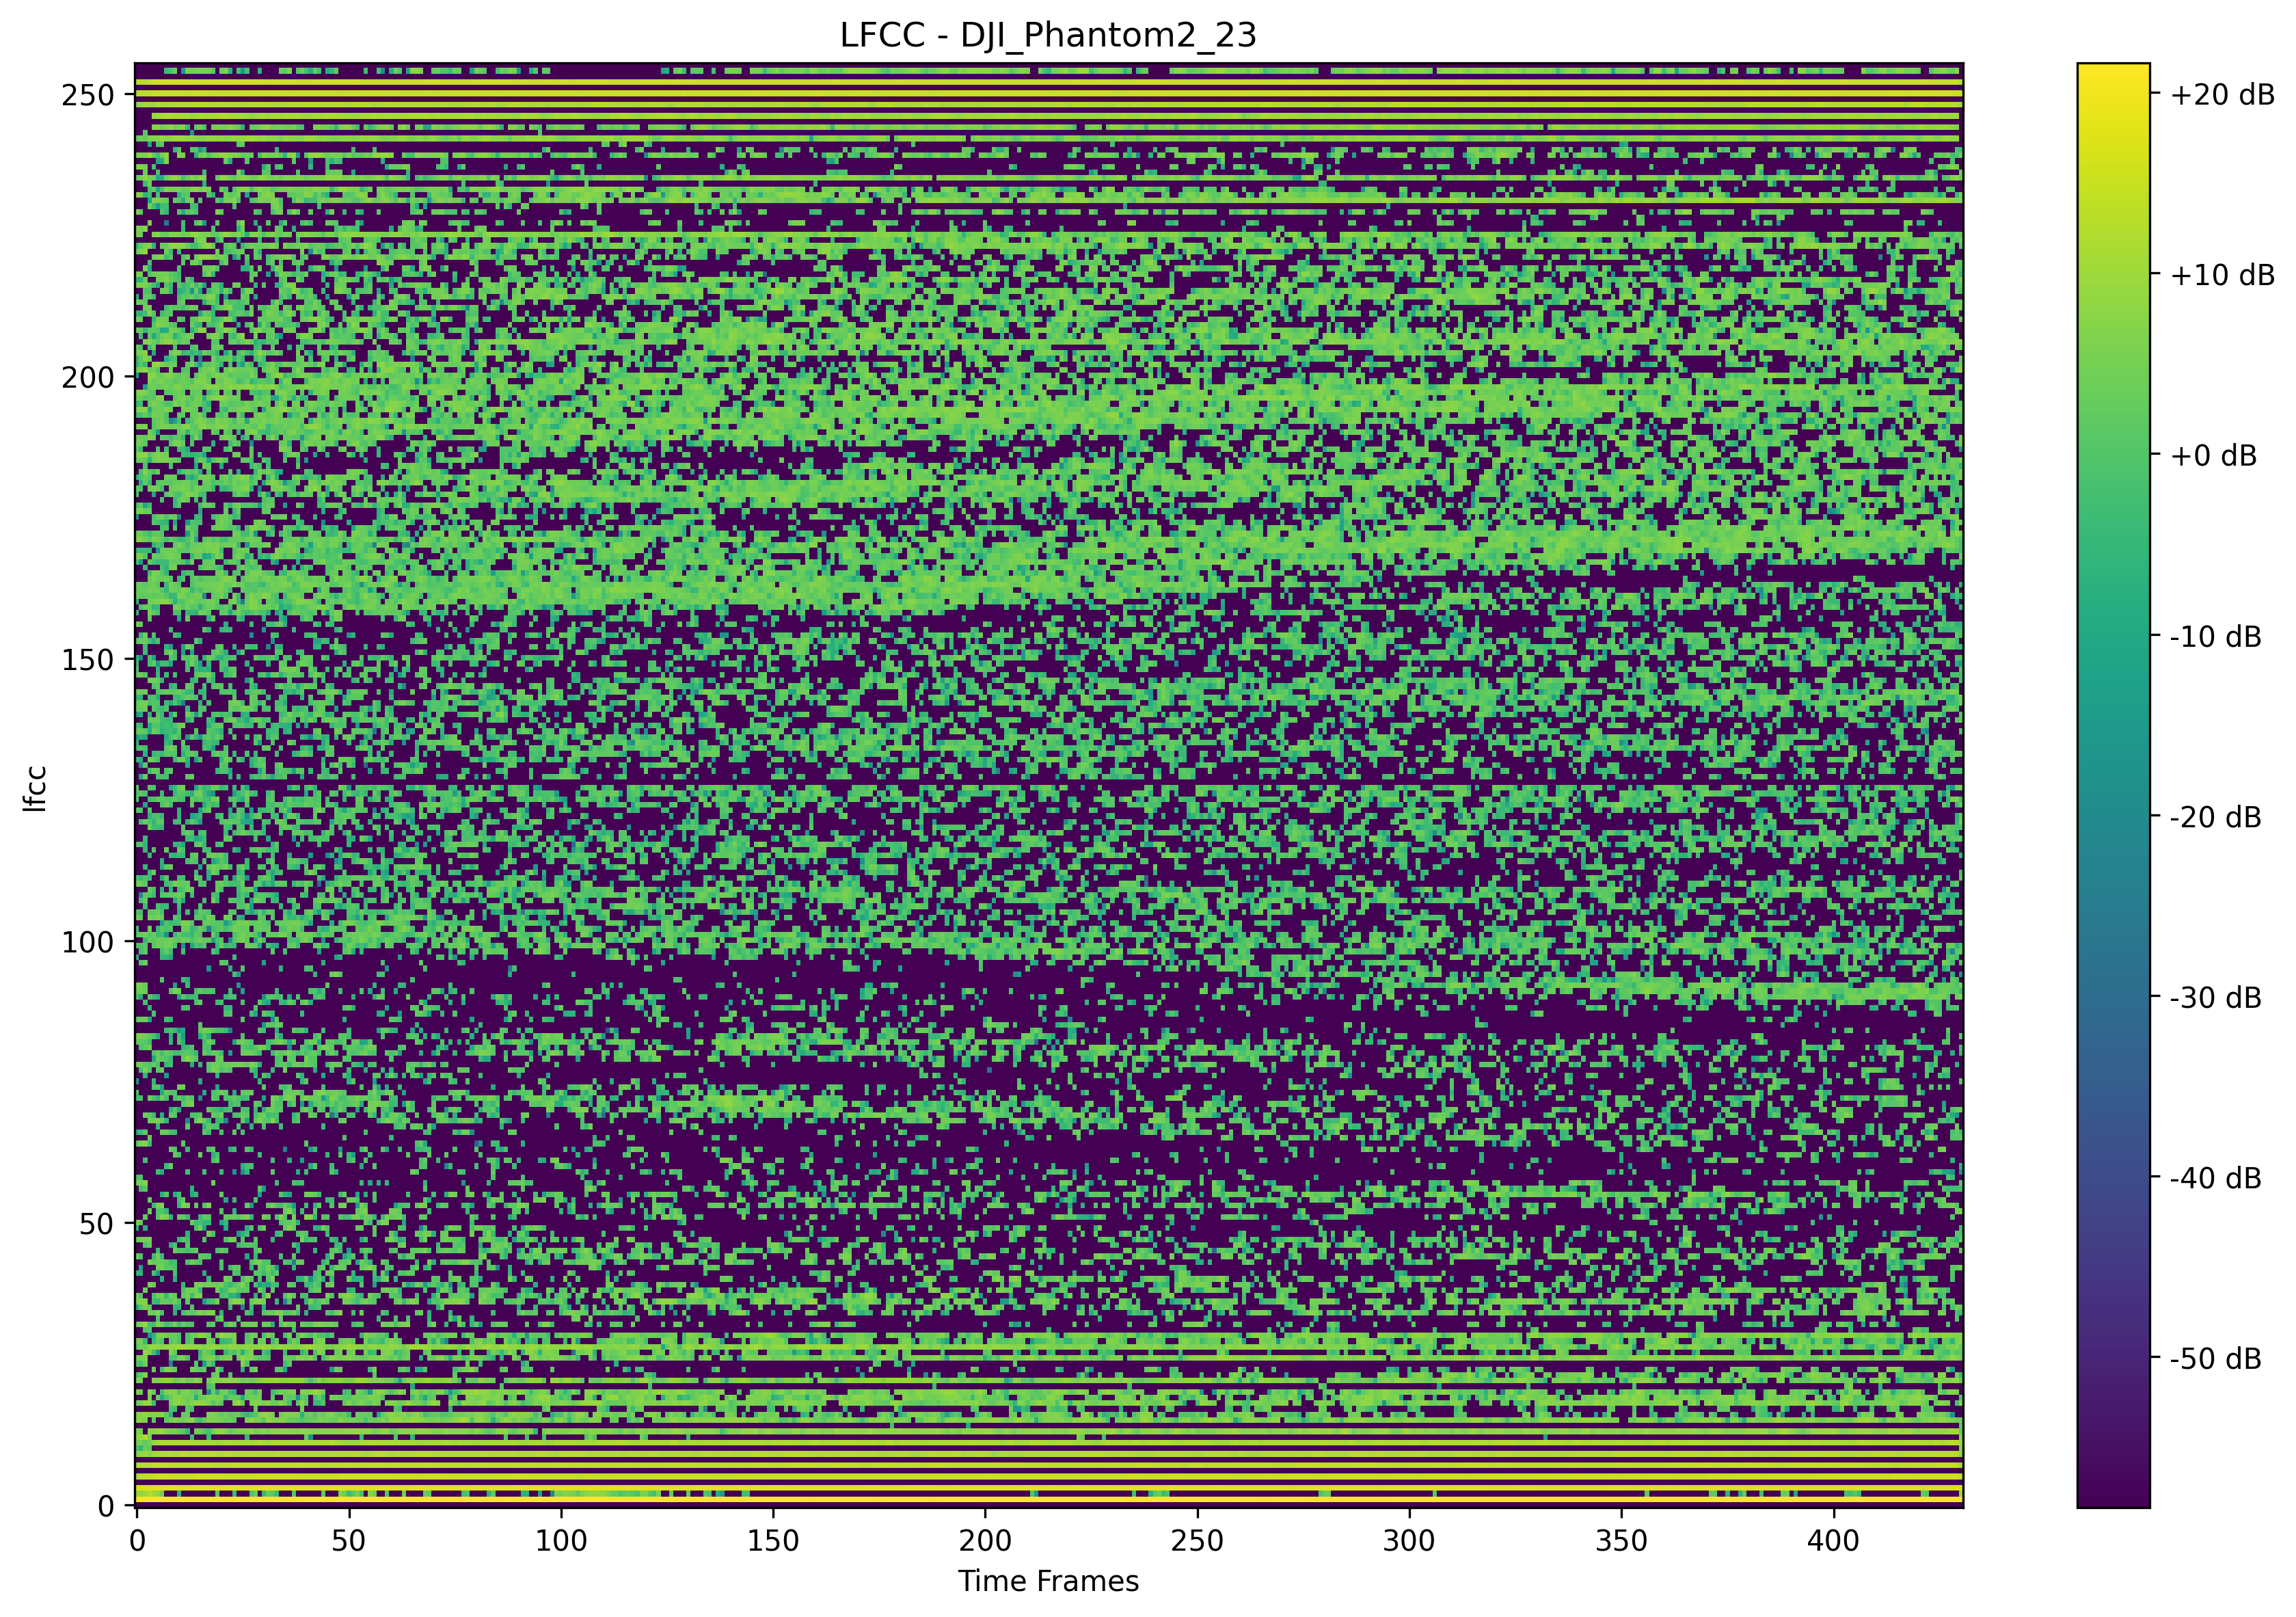 LFCC - DJI_Phantom2_23
250
200
150
100
50
0
lfcc
0 50 100 150 200 250 300 350 400
Time Frames
+20 dB
+10 dB
+0 dB
-10 dB
-20 dB
-30 dB
-40 dB
-50 dB